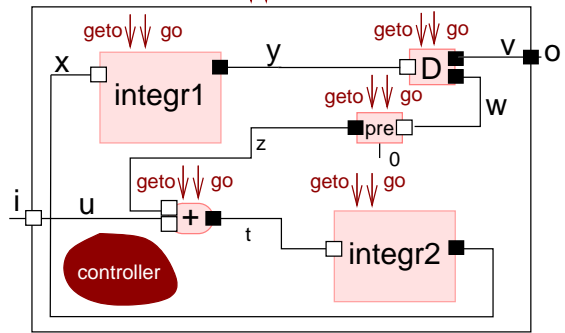 geto go
geto go
x
y
v
o
integr1
D
geto go
w
pre
z
0
geto go
geto go
i
u
+
t
integr2
controller